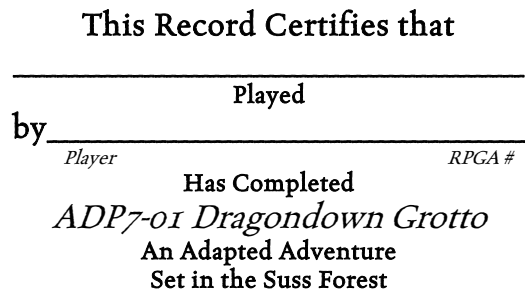 This Record Certifies that
Played
by
Player RPGA #
Has Completed
ADP7-01 Dragondown Grotto
An Adapted Adventure
Set in the Suss Forest